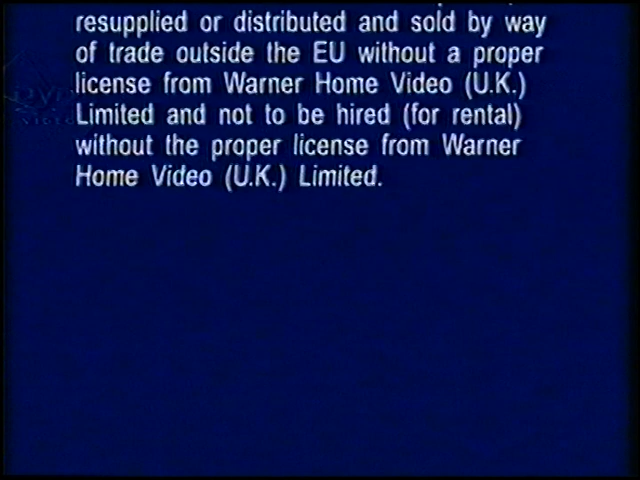 resupplied or distributed and sold by way
of trade outside the EU without a proper
license from Warner Home Video (U.K.)
Limited and not to be hired (for rental)
without the proper license from Warner
Home Video (U.K.) Limited.